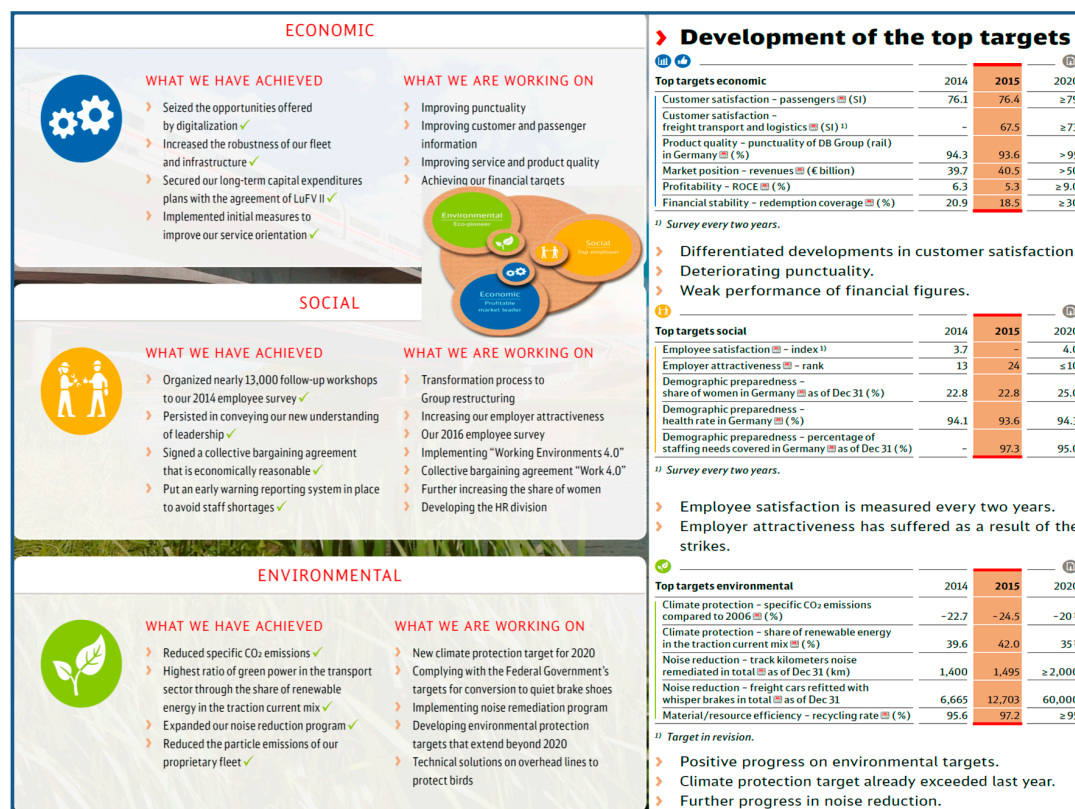 ECONOMIC
WHAT WE HAVE ACHIEVED
Seized the opportunities offered
by digitalization ✓
Increased the robustness of our fleet
and infrastructure ✓
Secured our long-term capital expenditures
plans with the agreement of LuFV II ✓
Implemented initial measures to
improve our service orientation ✓
WHAT WE ARE WORKING ON
Improving punctuality
Improving customer and passenger
information
Improving service and product quality
Achieving our financial targets
Environmental
Eco-pioneer
Social
Top employer
Economic
Profitable
market leader
SOCIAL
WHAT WE HAVE ACHIEVED
Organized nearly 13,000 follow-up workshops
to our 2014 employee survey ✓
Persisted in conveying our new understanding
of leadership ✓
Signed a collective bargaining agreement
that is economically reasonable ✓
Put an early warning reporting system in place
to avoid staff shortages ✓
WHAT WE ARE WORKING ON
Transformation process to
Group restructuring
Increasing our employer attractiveness
Our 2016 employee survey
Implementing “Working Environments 4.0”
Collective bargaining agreement “Work 4.0”
Further increasing the share of women
Developing the HR division
ENVIRONMENTAL
WHAT WE HAVE ACHIEVED
Reduced specific CO₂ emissions ✓
Highest ratio of green power in the transport
sector through the share of renewable
energy in the traction current mix ✓
Expanded our noise reduction program ✓
Reduced the particle emissions of our
proprietary fleet ✓
WHAT WE ARE WORKING ON
New climate protection target for 2020
Complying with the Federal Government’s
targets for conversion to quiet brake shoes
Implementing noise remediation program
Developing environmental protection
targets that extend beyond 2020
Technical solutions on overhead lines to
protect birds
Development of the top targets
Top targets economic 2014 2015 2020
Customer satisfaction – passengers (SI) 76.1 76.4
Customer satisfaction –
freight transport and logistics (SI) ¹⁾ – 67.5
Product quality – punctuality of DB Group (rail)
in Germany (%) 94.3 93.6
Market position – revenues (€ billion) 39.7 40.5 >50
Profitability – ROCE (%) 6.3 5.3 ≥9.0
Financial stability – redemption coverage (%) 20.9 18.5 ≥30
¹⁾ Survey every two years.
Differentiated developments in customer satisfaction
Deteriorating punctuality.
Weak performance of financial figures.
Top targets social 2014 2015 2020
Employee satisfaction – index ¹⁾ 3.7 – 4.0
Employer attractiveness – rank 13 24 ≤10
Demographic preparedness –
share of women in Germany as of Dec 31 (%) 22.8 22.8 25.0
Demographic preparedness –
health rate in Germany (%) 94.1 93.6 94.3
Demographic preparedness – percentage of
staffing needs covered in Germany as of Dec 31 (%) – 97.3 95.0
¹⁾ Survey every two years.
Employee satisfaction is measured every two years.
Employer attractiveness has suffered as a result of the
strikes.
Top targets environmental 2014 2015 2020
Climate protection – specific CO₂ emissions
compared to 2006 (%) –22.7 –24.5 –20
Climate protection – share of renewable energy
in the traction current mix (%) 39.6 42.0 35
Noise reduction – track kilometers noise
remediated in total as of Dec 31 (km) 1,400 1,495 ≥2,000
Noise reduction – freight cars refitted with
whisper brakes in total as of Dec 31 6,665 12,703 60,000
Material/resource efficiency – recycling rate (%) 95.6 97.2 ≥95
¹⁾ Target in revision.
Positive progress on environmental targets.
Climate protection target already exceeded last year.
Further progress in noise reduction.